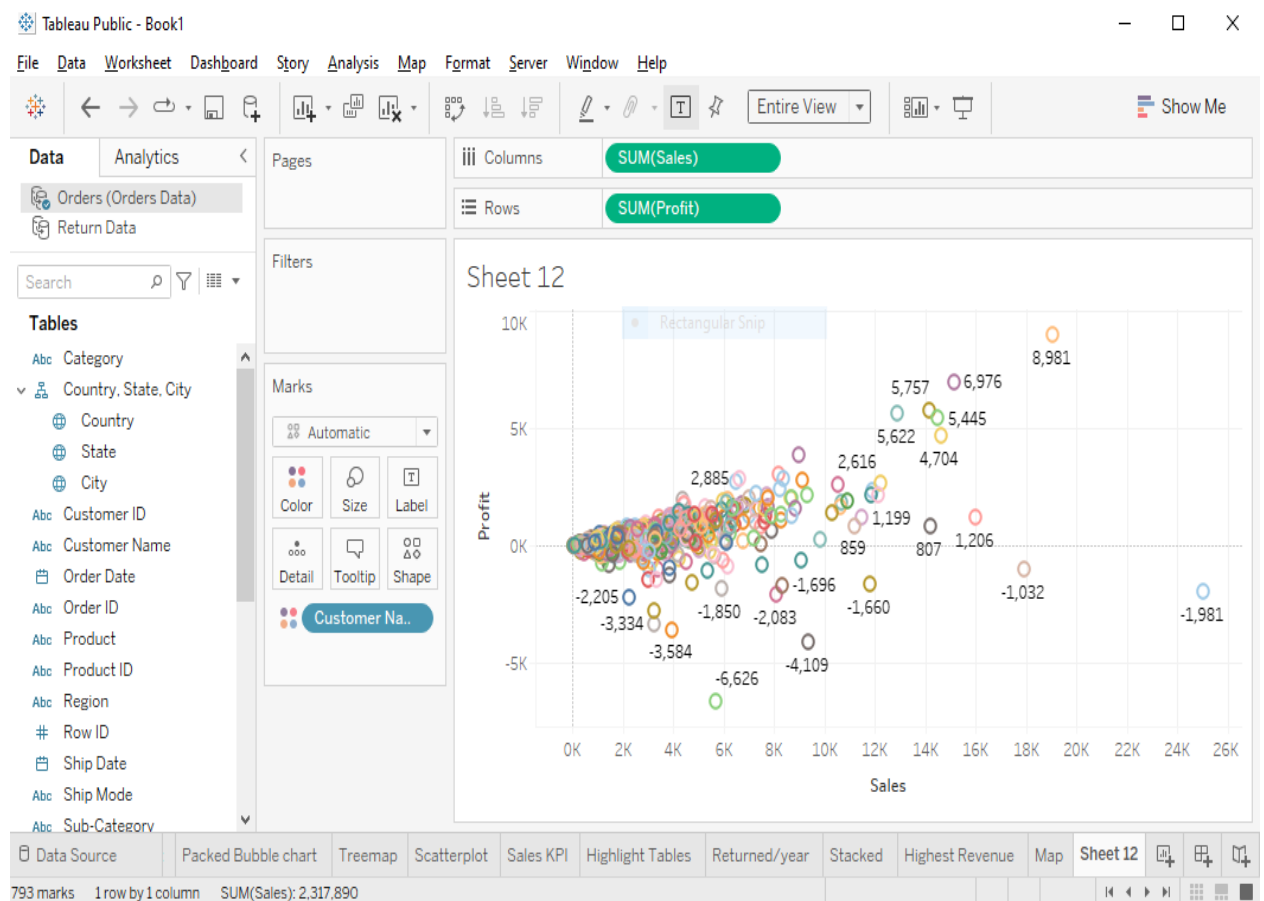 Tableau Public - Book1
File Data Worksheet Dashboard Story Analysis Map Format Server Window Help
Entire View
Show Me
Data Analytics
Orders (Orders Data)
Return Data
Search
Tables
Abc Category
Country, State, City
Country
State
City
Abc Customer ID
Abc Customer Name
Order Date
Abc Order ID
Abc Product
Abc Product ID
Abc Region
# Row ID
Ship Date
Abc Ship Mode
Abc Sub-Category
Pages
Filters
Marks
Automatic
Color Size Label
Detail Tooltip Shape
Customer Na..
Columns SUM(Sales)
Rows SUM(Profit)
Sheet 12
Rectangular Snip
10K
5K
0K
-5K
Profit
8,981
6,976
5,757
5,445
5,622
4,704
2,616
2,885
1,199
859
807
1,206
-1,032
-1,981
-1,696
-1,660
-2,205
-1,850
-2,083
-3,334
-3,584
-4,109
-6,626
0K 2K 4K 6K 8K 10K 12K 14K 16K 18K 20K 22K 24K 26K
Sales
Data Source Packed Bubble chart Treemap Scatterplot Sales KPI Highlight Tables Returned/year Stacked Highest Revenue Map Sheet 12
793 marks 1 row by 1 column SUM(Sales): 2,317,890